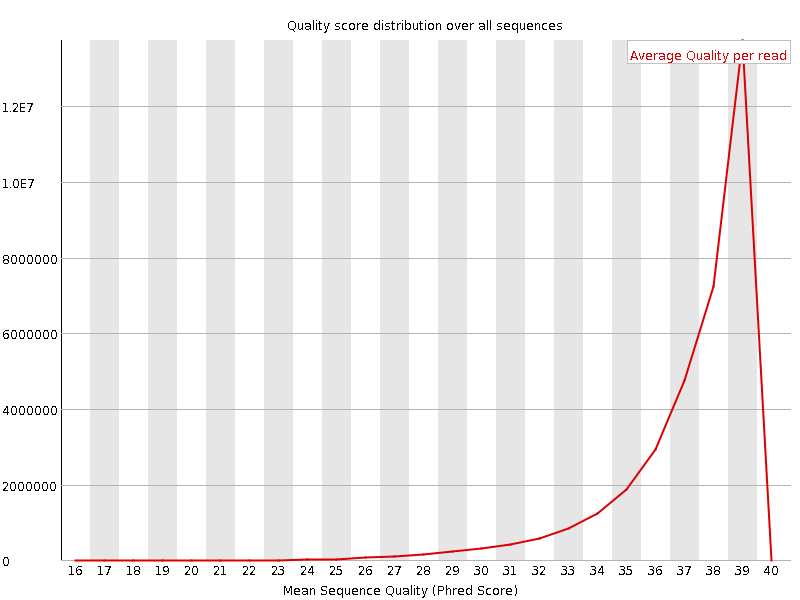 Quality score distribution over all sequences
Average Quality per read
1.2E7
1.0E7
8000000
6000000
4000000
2000000
0
16 17 18 19 20 21 22 23 24 25 26 27 28 29 30 31 32 33 34 35 36 37 38 39 40
Mean Sequence Quality (Phred Score)